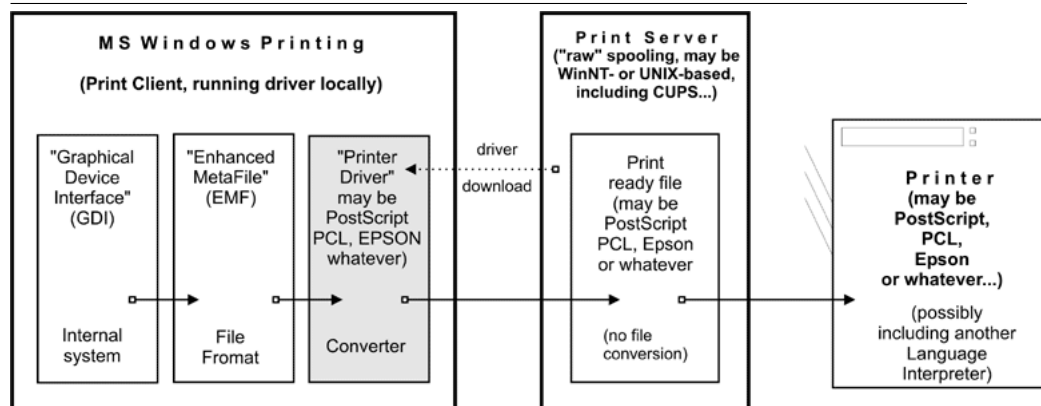 MS Windows Printing
(Print Client, running driver locally)
"Graphical
Device
Interface"
(GDI)
Internal
system
"Enhanced
MetaFile"
(EMF)
File
Fromat
"Printer
Driver"
may be
PostScript
PCL, EPSON
whatever)
Converter
driver
download
Print Server
("raw" spooling, may be
WinNT- or UNIX-based,
including CUPS...)
Print
ready file
(may be
PostScript
PCL, Epson
or whatever
(no file
conversion)
Printer
(may be
PostScript,
PCL,
Epson
or whatever...)
(possibly
including another
Language
Interpreter)